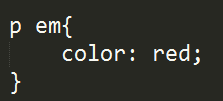 p em{
    color: red;
}